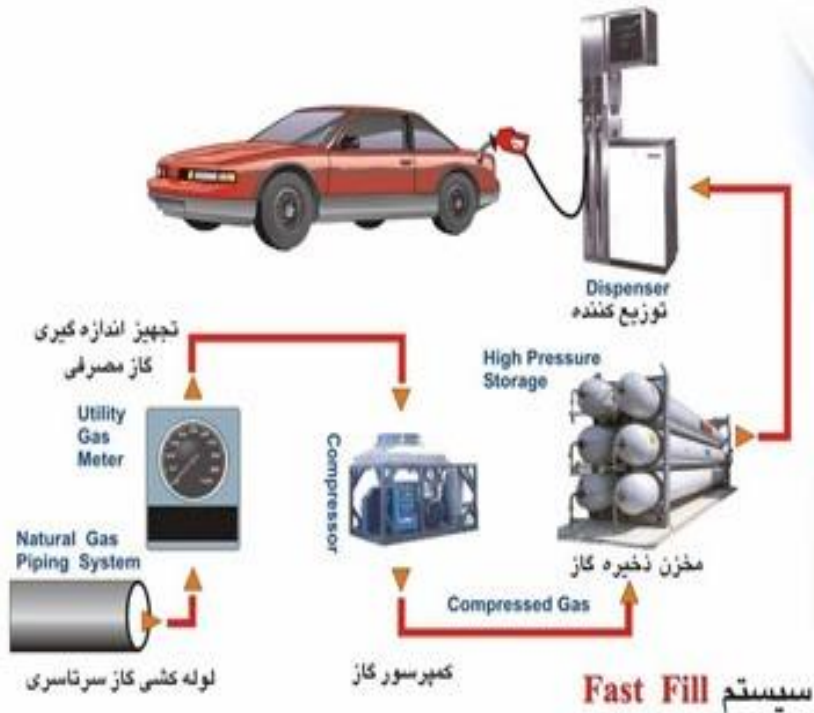 Dispenser
توزیع کننده
تجهیز اندازه گیری
گاز مصرفی
Utility
Gas
Meter
High Pressure
Storage
Compressor
Natural Gas
Piping System
مخزن ذخیره گاز
Compressed Gas
لوله کشی گاز سرتاسری
کمپرسور گاز
سیستم Fast Fill